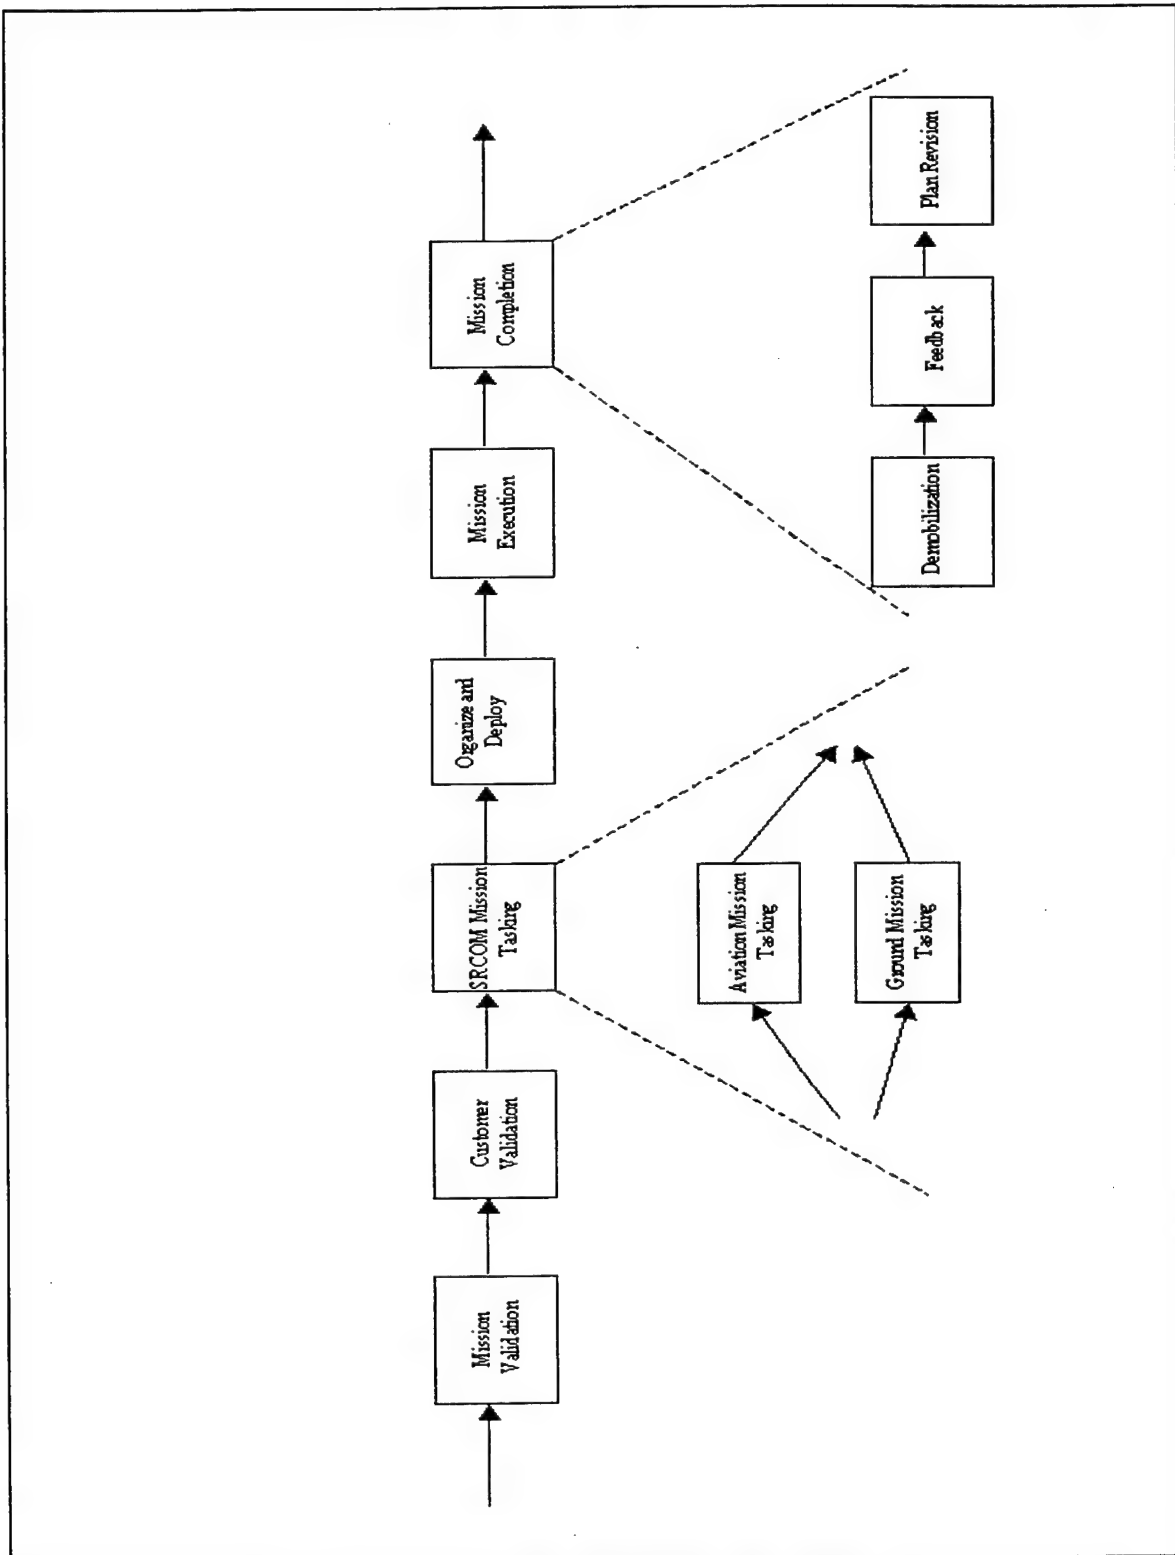 Mission
Validation
Customer
Validation
SRCOM Mission
Tasking
Organize and
Deploy
Mission
Execution
Mission
Completion
Aviation Mission
Tasking
Ground Mission
Tasking
Demobilization
Feedback
Plan Revision